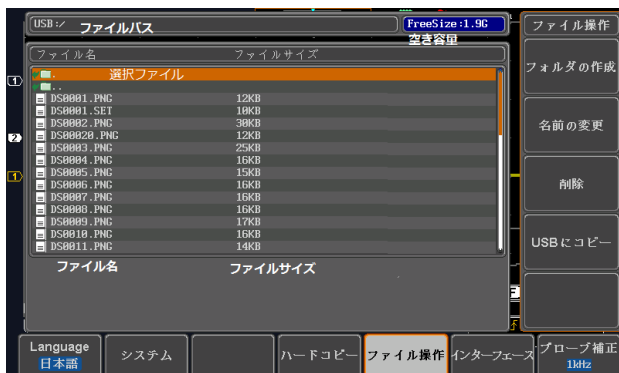 USB:/ ファイルパス
FreeSize:1.9G
空き容量
ファイル操作
ファイル名 ファイルサイズ
フォルダの作成
. 選択ファイル
..
DS0001.PNG 12KB
DS0001.SET 10KB
DS0002.PNG 30KB
DS00020.PNG 12KB
DS0003.PNG 25KB
DS0004.PNG 16KB
DS0005.PNG 15KB
DS0006.PNG 16KB
DS0007.PNG 16KB
DS0008.PNG 16KB
DS0009.PNG 17KB
DS0010.PNG 16KB
DS0011.PNG 14KB
1
2
1
名前の変更
削除
USBにコピー
ファイル名 ファイルサイズ
F
Language
日本語
システム
ハードコピー
ファイル操作
インターフェース
プローブ補正
1kHz